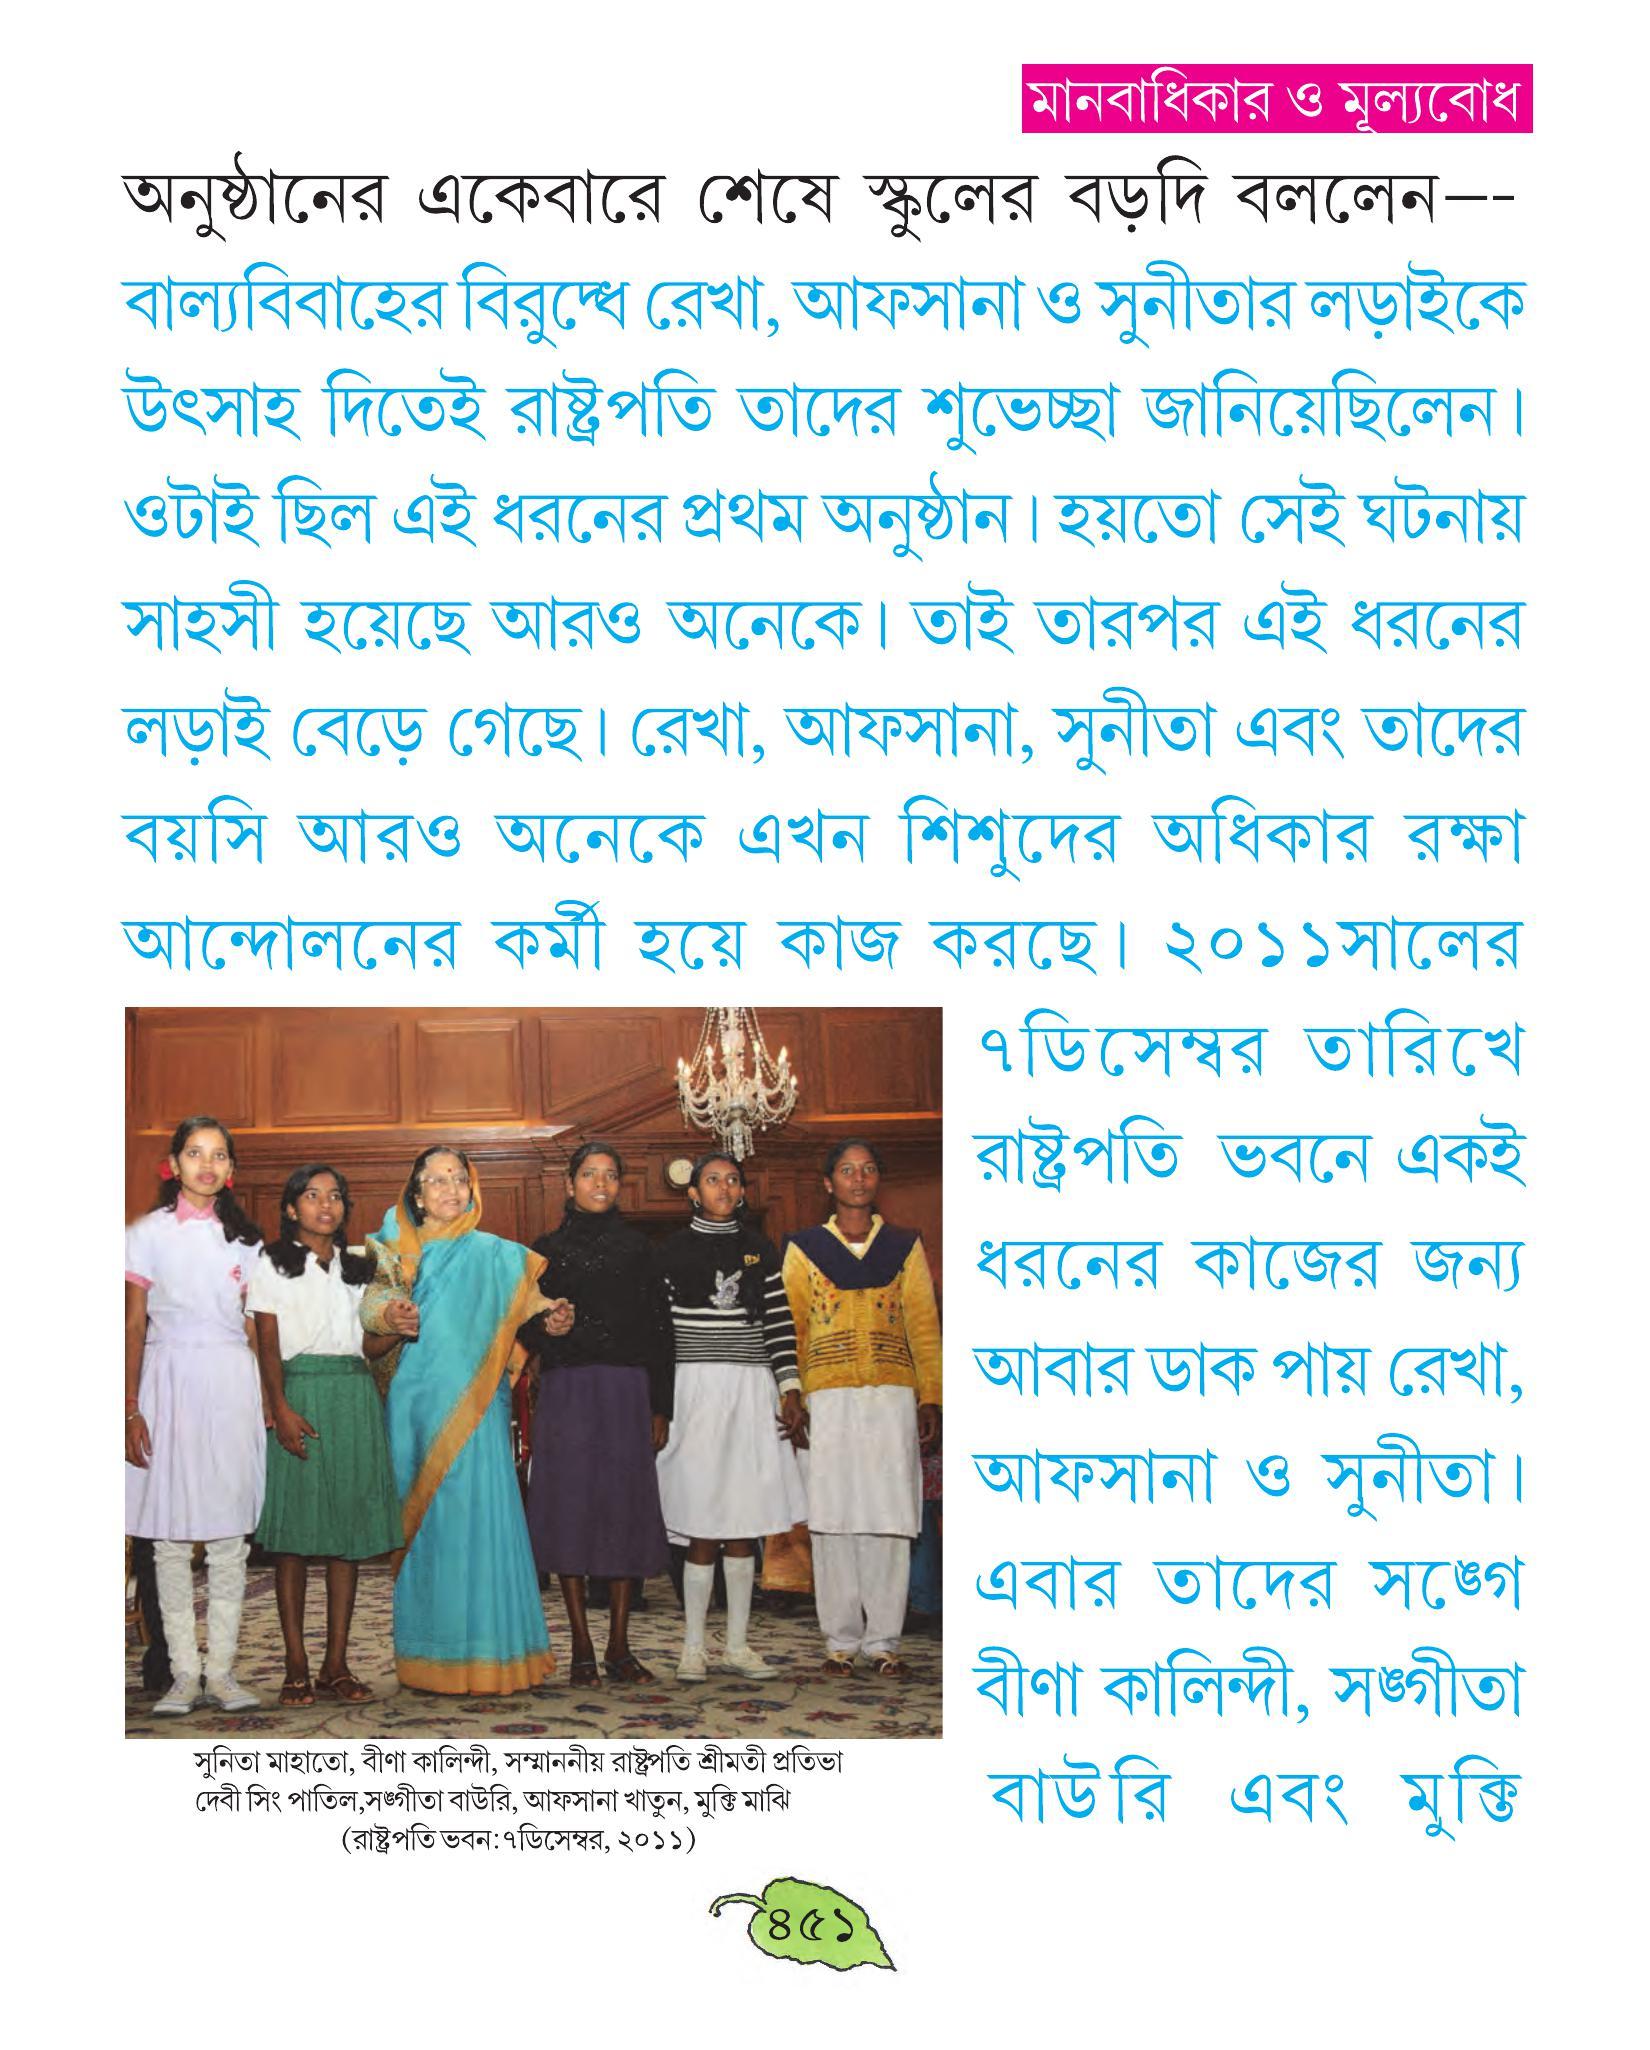 মানবাধিকার ও মূল্যবোধ
অনুষ্ঠানের একেবারে শেষে স্কুলের বড়দি বললেন—-
বাল্যবিবাহের বিরুদ্ধে রেখা, আফসানা ও সুনীতার লড়াইকে
উৎসাহ দিতেই রাষ্ট্রপতি তাদের শুভেচ্ছা জানিয়েছিলেন।
ওটাই ছিল এই ধরনের প্রথম অনুষ্ঠান। হয়তো সেই ঘটনায়
সাহসী হয়েছে আরও অনেকে। তাই তারপর এই ধরনের
লড়াই বেড়ে গেছে। রেখা, আফসানা, সুনীতা এবং তাদের
বয়সি আরও অনেকে এখন শিশুদের অধিকার রক্ষা
আন্দোলনের কর্মী হয়ে কাজ করছে। ২০১১সালের
৭ডিসেম্বর তারিখে
রাষ্ট্রপতি ভবনে একই
ধরনের কাজের জন্য
আবার ডাক পায় রেখা,
আফসানা ও সুনীতা।
এবার তাদের সঙ্গে
বীণা কালিন্দী, সঙ্গীতা
বাউরি এবং মুক্তি
সুনিতা মাহাতো, বীণা কালিন্দী, সম্মাননীয় রাষ্ট্রপতি শ্রীমতী প্রতিভা
দেবী সিং পাতিল,সঙ্গীতা বাউরি, আফসানা খাতুন, মুক্তি মাঝি
(রাষ্ট্রপতি ভবন:৭ডিসেম্বর, ২০১১)
৪৫১